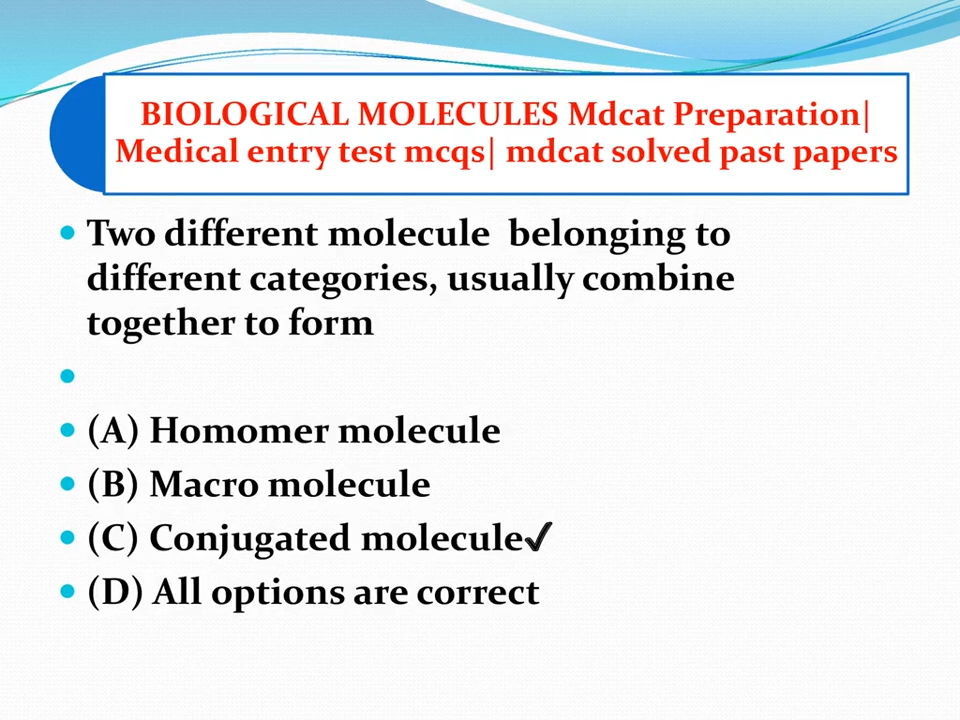 BIOLOGICAL MOLECULES Mdcat Preparation|
Medical entry test mcqs| mdcat solved past papers
• Two different molecule  belonging to
different categories, usually combine
together to form
•
• (A) Homomer molecule
• (B) Macro molecule
• (C) Conjugated molecule✓
• (D) All options are correct